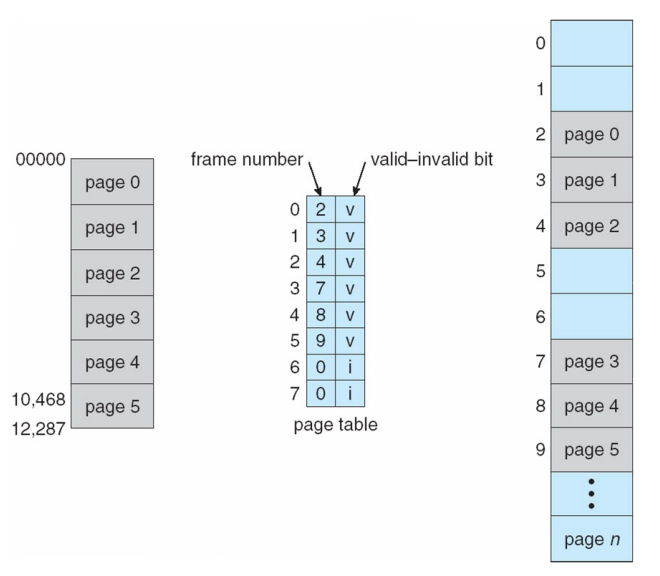 00000
page 0
page 1
page 2
page 3
page 4
page 5
10,468
12,287
frame number
valid–invalid bit
0 2 v
1 3 v
2 4 v
3 7 v
4 8 v
5 9 v
6 0 i
7 0 i
page table
0
1
2 page 0
3 page 1
4 page 2
5
6
7 page 3
8 page 4
9 page 5
page n